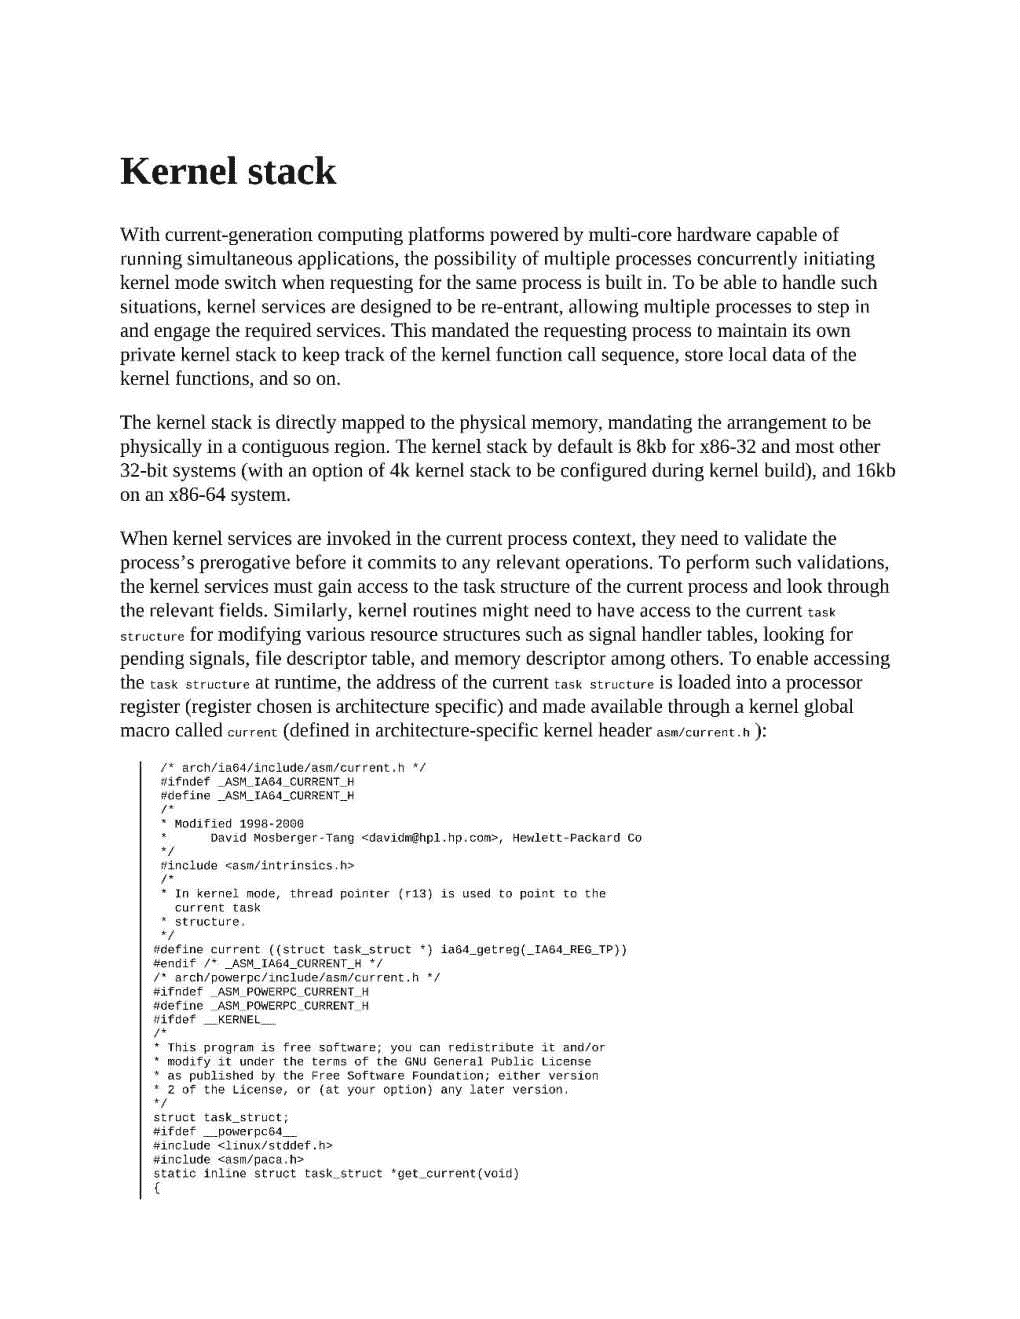 Kernel stack
With current-generation computing platforms powered by multi-core hardware capable of
running simultaneous applications, the possibility of multiple processes concurrently initiating
kernel mode switch when requesting for the same process is built in. To be able to handle such
situations, kernel services are designed to be re-entrant, allowing multiple processes to step in
and engage the required services. This mandated the requesting process to maintain its own
private kernel stack to keep track of the kernel function call sequence, store local data of the
kernel functions, and so on.
The kernel stack is directly mapped to the physical memory, mandating the arrangement to be
physically in a contiguous region. The kernel stack by default is 8kb for x86-32 and most other
32-bit systems (with an option of 4k kernel stack to be configured during kernel build), and 16kb
on an x86-64 system.
When kernel services are invoked in the current process context, they need to validate the
process’s prerogative before it commits to any relevant operations. To perform such validations,
the kernel services must gain access to the task structure of the current process and look through
the relevant fields. Similarly, kernel routines might need to have access to the current task
structure for modifying various resource structures such as signal handler tables, looking for
pending signals, file descriptor table, and memory descriptor among others. To enable accessing
the task structure at runtime, the address of the current task structure is loaded into a processor
register (register chosen is architecture specific) and made available through a kernel global
macro called current (defined in architecture-specific kernel header asm/current.h ):
/* arch/ia64/include/asm/current.h */
#ifndef _ASM_IA64_CURRENT_H
#define _ASM_IA64_CURRENT_H
/*
* Modified 1998-2000
* David Mosberger-Tang <davidm@hpl.hp.com>, Hewlett-Packard Co
*/
#include <asm/intrinsics.h>
/*
* In kernel mode, thread pointer (r13) is used to point to the
current task
* structure.
*/
#define current ((struct task_struct *) ia64_getreg(_IA64_REG_TP))
#endif /* _ASM_IA64_CURRENT_H */
/* arch/powerpc/include/asm/current.h */
#ifndef _ASM_POWERPC_CURRENT_H
#define _ASM_POWERPC_CURRENT_H
#ifdef __KERNEL__
/*
* This program is free software; you can redistribute it and/or
* modify it under the terms of the GNU General Public License
* as published by the Free Software Foundation; either version
* 2 of the License, or (at your option) any later version.
*/
struct task_struct;
#ifdef __powerpc64__
#include <linux/stddef.h>
#include <asm/paca.h>
static inline struct task_struct *get_current(void)
{